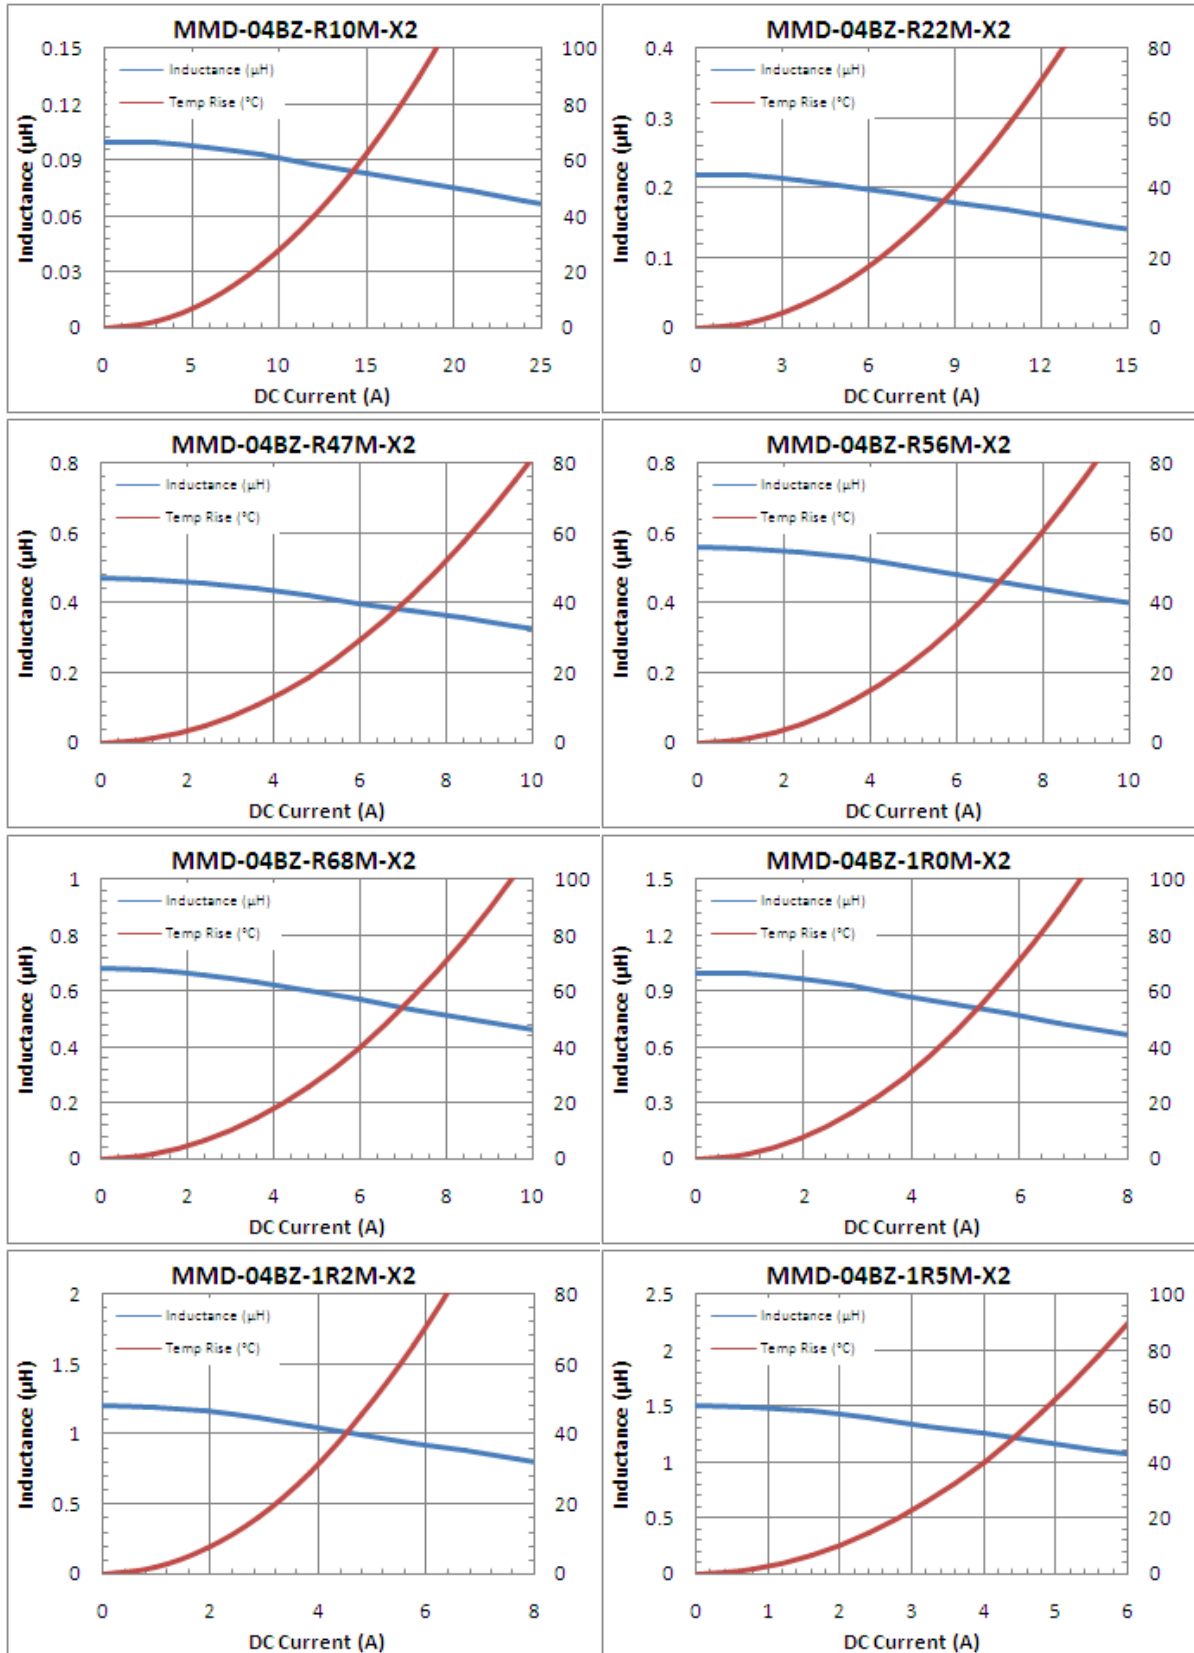 MMD-04BZ-R10M-X2
0.15
0.12
0.09
0.06
0.03
0
100
80
60
40
20
0
Inductance (μH)
Temp Rise (°C)
Inductance (μH)
0 5 10 15 20 25
DC Current (A)
MMD-04BZ-R22M-X2
0.4
0.3
0.2
0.1
0
80
60
40
20
0
Inductance (μH)
Temp Rise (°C)
Inductance (μH)
0 3 6 9 12 15
DC Current (A)
MMD-04BZ-R47M-X2
0.8
0.6
0.4
0.2
0
80
60
40
20
0
Inductance (μH)
Temp Rise (°C)
Inductance (μH)
0 2 4 6 8 10
DC Current (A)
MMD-04BZ-R56M-X2
0.8
0.6
0.4
0.2
0
80
60
40
20
0
Inductance (μH)
Temp Rise (°C)
Inductance (μH)
0 2 4 6 8 10
DC Current (A)
MMD-04BZ-R68M-X2
1
0.8
0.6
0.4
0.2
0
100
80
60
40
20
0
Inductance (μH)
Temp Rise (°C)
Inductance (μH)
0 2 4 6 8 10
DC Current (A)
MMD-04BZ-1R0M-X2
1.5
1.2
0.9
0.6
0.3
0
100
80
60
40
20
0
Inductance (μH)
Temp Rise (°C)
Inductance (μH)
0 2 4 6 8
DC Current (A)
MMD-04BZ-1R2M-X2
2
1.5
1
0.5
0
80
60
40
20
0
Inductance (μH)
Temp Rise (°C)
Inductance (μH)
0 2 4 6 8
DC Current (A)
MMD-04BZ-1R5M-X2
2.5
2
1.5
1
0.5
0
100
80
60
40
20
0
Inductance (μH)
Temp Rise (°C)
Inductance (μH)
0 1 2 3 4 5 6
DC Current (A)